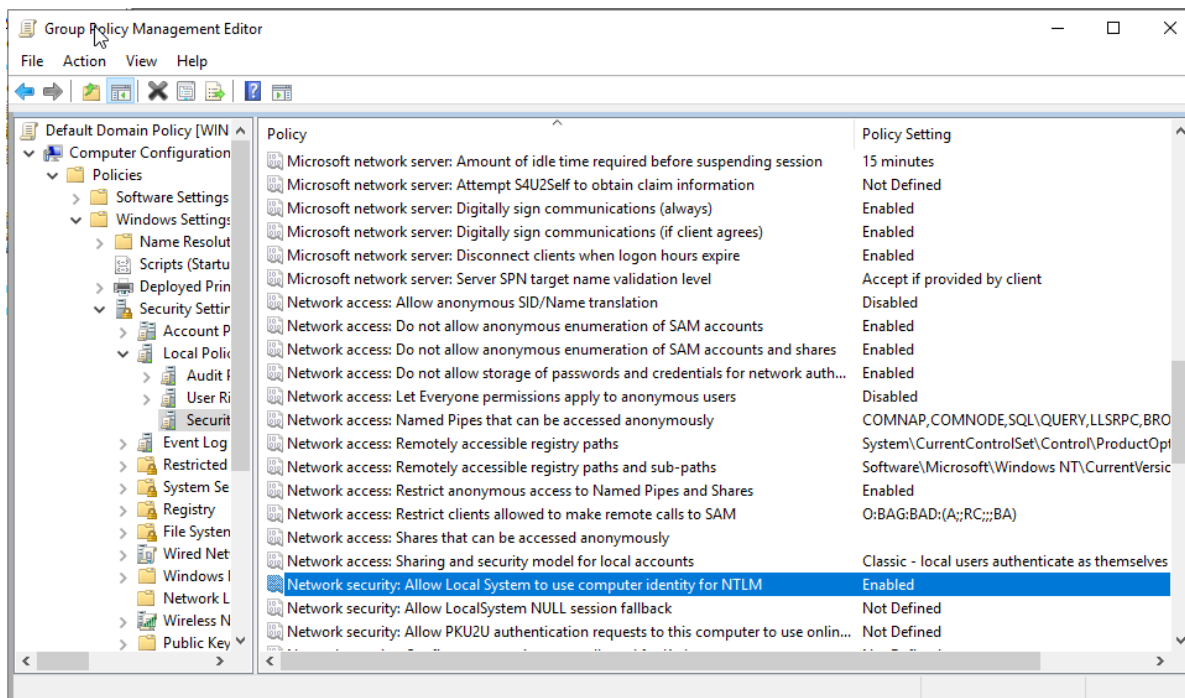 Group Policy Management Editor
File Action View Help
Default Domain Policy [WIN
Computer Configuration
Policies
Software Settings
Windows Settings
Name Resolut
Scripts (Startu
Deployed Prin
Security Settin
Account P
Local Polic
Audit P
User Ri
Securit
Event Log
Restricted
System Se
Registry
File System
Wired Net
Windows
Network L
Wireless N
Public Key
Policy Policy Setting
Microsoft network server: Amount of idle time required before suspending session 15 minutes
Microsoft network server: Attempt S4U2Self to obtain claim information Not Defined
Microsoft network server: Digitally sign communications (always) Enabled
Microsoft network server: Digitally sign communications (if client agrees) Enabled
Microsoft network server: Disconnect clients when logon hours expire Enabled
Microsoft network server: Server SPN target name validation level Accept if provided by client
Network access: Allow anonymous SID/Name translation Disabled
Network access: Do not allow anonymous enumeration of SAM accounts Enabled
Network access: Do not allow anonymous enumeration of SAM accounts and shares Enabled
Network access: Do not allow storage of passwords and credentials for network auth... Enabled
Network access: Let Everyone permissions apply to anonymous users Disabled
Network access: Named Pipes that can be accessed anonymously COMNAP,COMNODE,SQL\QUERY,LLSRPC,BRO
Network access: Remotely accessible registry paths System\CurrentControlSet\Control\ProductOpt
Network access: Remotely accessible registry paths and sub-paths Software\Microsoft\Windows NT\CurrentVersic
Network access: Restrict anonymous access to Named Pipes and Shares Enabled
Network access: Restrict clients allowed to make remote calls to SAM O:BAG:BAD:(A;;RC;;;BA)
Network access: Shares that can be accessed anonymously
Network access: Sharing and security model for local accounts Classic - local users authenticate as themselves
Network security: Allow Local System to use computer identity for NTLM Enabled
Network security: Allow LocalSystem NULL session fallback Not Defined
Network security: Allow PKU2U authentication requests to this computer to use onlin... Not Defined